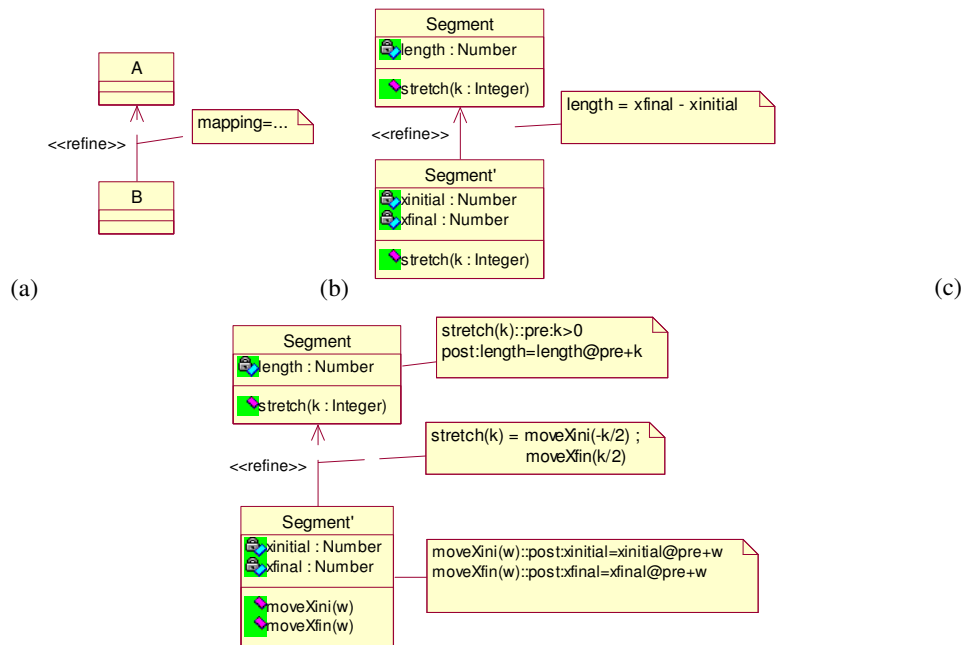 A
mapping=...
<<refine>>
B
(a)
Segment
length : Number
stretch(k : Integer)
length = xfinal - xinitial
<<refine>>
Segment'
xinitial : Number
xfinal : Number
stretch(k : Integer)
(b)
(c)
Segment
length : Number
stretch(k : Integer)
stretch(k)::pre:k>0
post:length=length@pre+k
stretch(k) = moveXini(-k/2) ;
moveXfin(k/2)
<<refine>>
Segment'
xinitial : Number
xfinal : Number
moveXini(w)
moveXfin(w)
moveXini(w)::post:xinitial=xinitial@pre+w
moveXfin(w)::post:xfinal=xfinal@pre+w